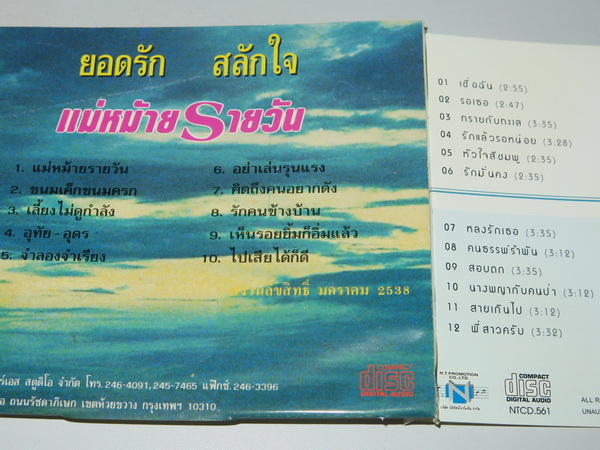 ยอดรัก สลักใจ
แม่หม้ายรายวัน
1. แม่หม้ายรายวัน
2. ขนมเค็กขนมครก
3. เลี้ยงไม่ดูกำลัง
4. อุทัย - อุดร
5. จำลองจำเรียง
6. อย่าเล่นรุนแรง
7. คิดถึงคนอยากดัง
8. รักคนข้างบ้าน
9. เห็นรอยยิ้มก็อิ่มแล้ว
10. ไปเสียได้ก็ดี
สงวนลิขสิทธิ์ มกราคม 2538
COMPACT
disc
DIGITAL AUDIO
สตูดิโอ จำกัด โทร. 246-4091, 245-7465 แฟ็กซ์. 246-3396
ถนนรัชดาภิเษก เขตห้วยขวาง กรุงเทพฯ 10310
01 เชื่อฉัน (2:55)
02 รอเธอ (2:47)
03 ทรายกับทะเล (3:35)
04 รักแล้วรอหน่อย (3:28)
05 หัวใจสีชมพู (2:35)
06 รักมั่นคง (2:35)
07 หลงรักเธอ (3:35)
08 คนธรรพ์รำพัน (3:12)
09 สอบตก (3:35)
10 นางพญากับคนป่า (3:12)
11 สายเกินไป (3:12)
12 พี่สาวครับ (3:32)
N.T. PROMOTION
CO.,LTD.
N
COMPACT
disc
DIGITAL AUDIO
NTCD.561
ALL
UNAU